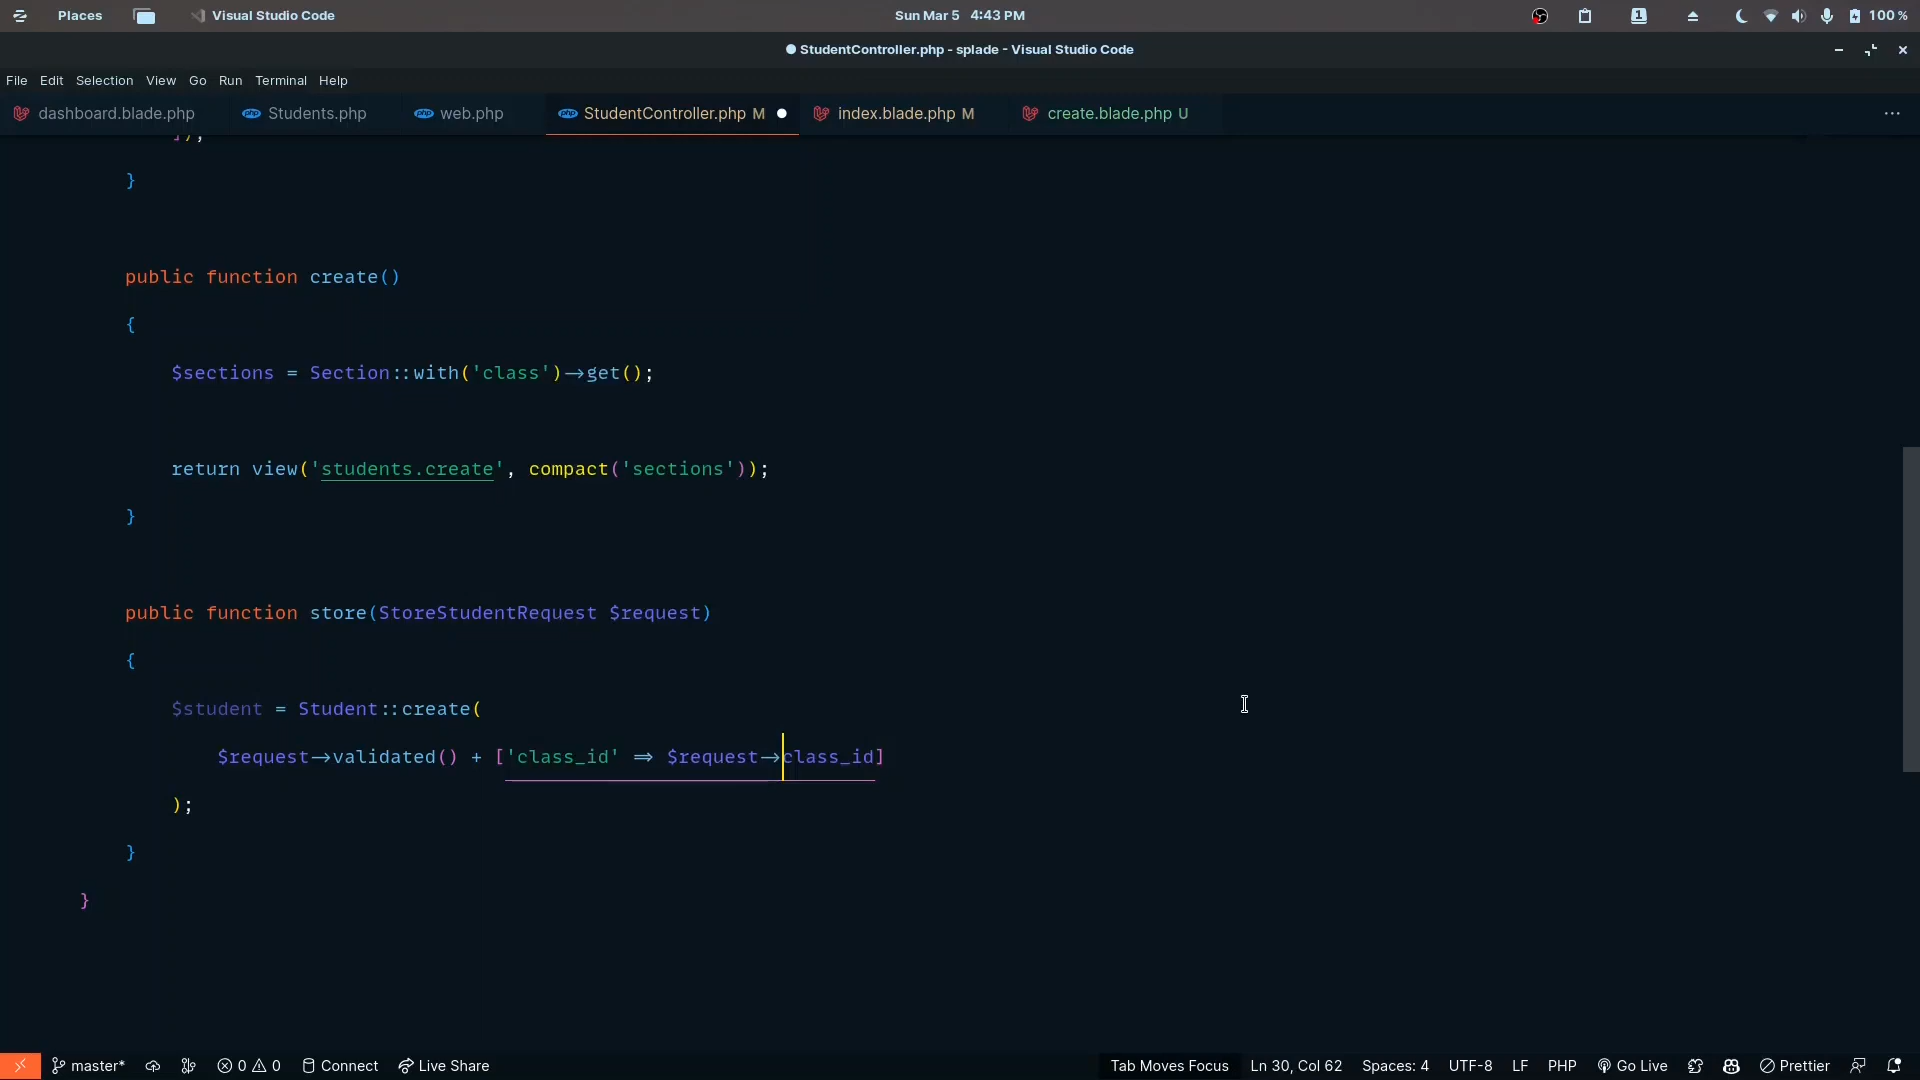 Places
Visual Studio Code
Sun Mar 5 4:43 PM
1
100 %
● StudentController.php - splade - Visual Studio Code
File Edit Selection View Go Run Terminal Help
dashboard.blade.php
php Students.php
php web.php
php StudentController.php M ●
index.blade.php M
create.blade.php U
]);
}
public function create()
{
$sections = Section::with('class')->get();
return view('students.create', compact('sections'));
}
public function store(StoreStudentRequest $request)
{
$student = Student::create(
$request->validated() + ['class_id' => $request->class_id]
);
}
}
master* 0 0 Connect Live Share
Tab Moves Focus Ln 30, Col 62 Spaces: 4 UTF-8 LF PHP Go Live Prettier